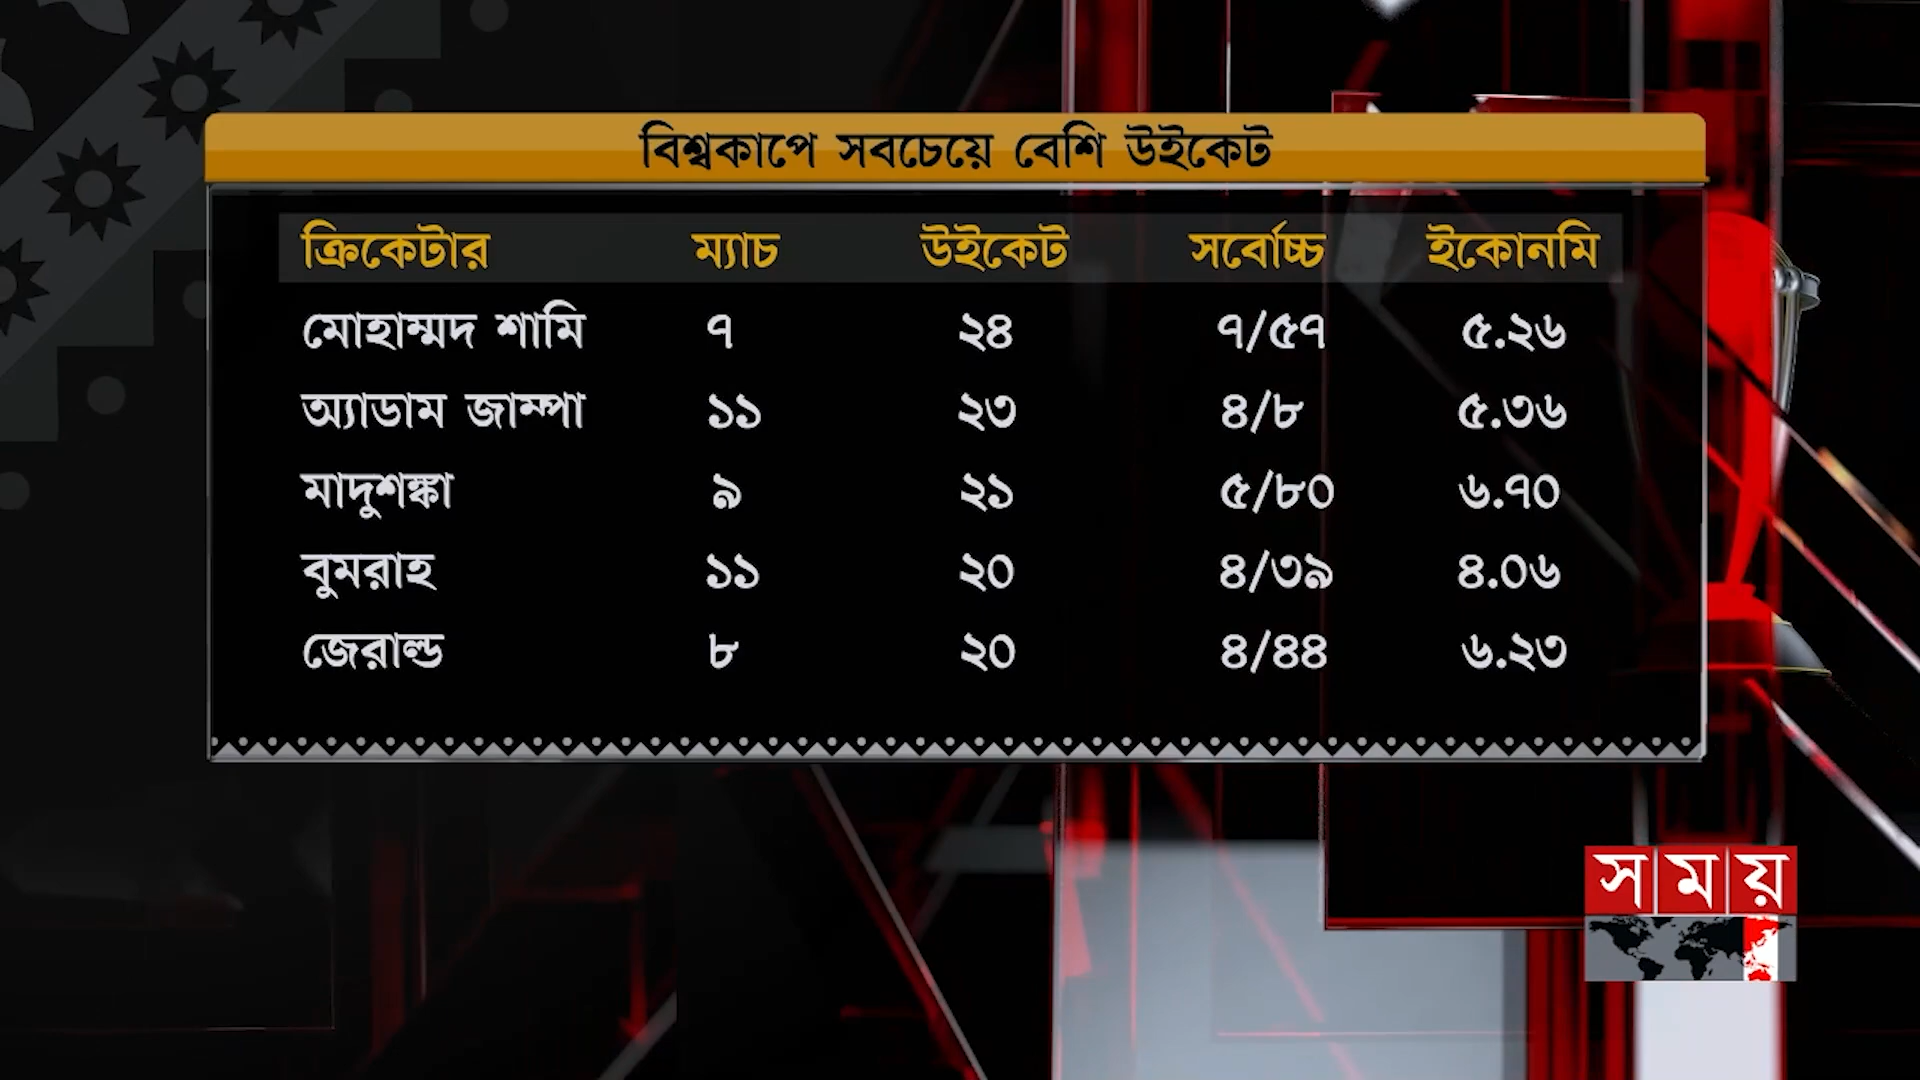 বিশ্বকাপে সবচেয়ে বেশি উইকেট
ক্রিকেটার ম্যাচ উইকেট সর্বোচ্চ ইকোনমি
মোহাম্মদ শামি ৭ ২৪ ৭/৫৭ ৫.২৬
অ্যাডাম জাম্পা ১১ ২৩ ৪/৮ ৫.৩৬
মাদুশঙ্কা ৯ ২১ ৫/৮০ ৬.৭০
বুমরাহ ১১ ২০ ৪/৩৯ ৪.০৬
জেরাল্ড ৮ ২০ ৪/৪৪ ৬.২৩
সময়